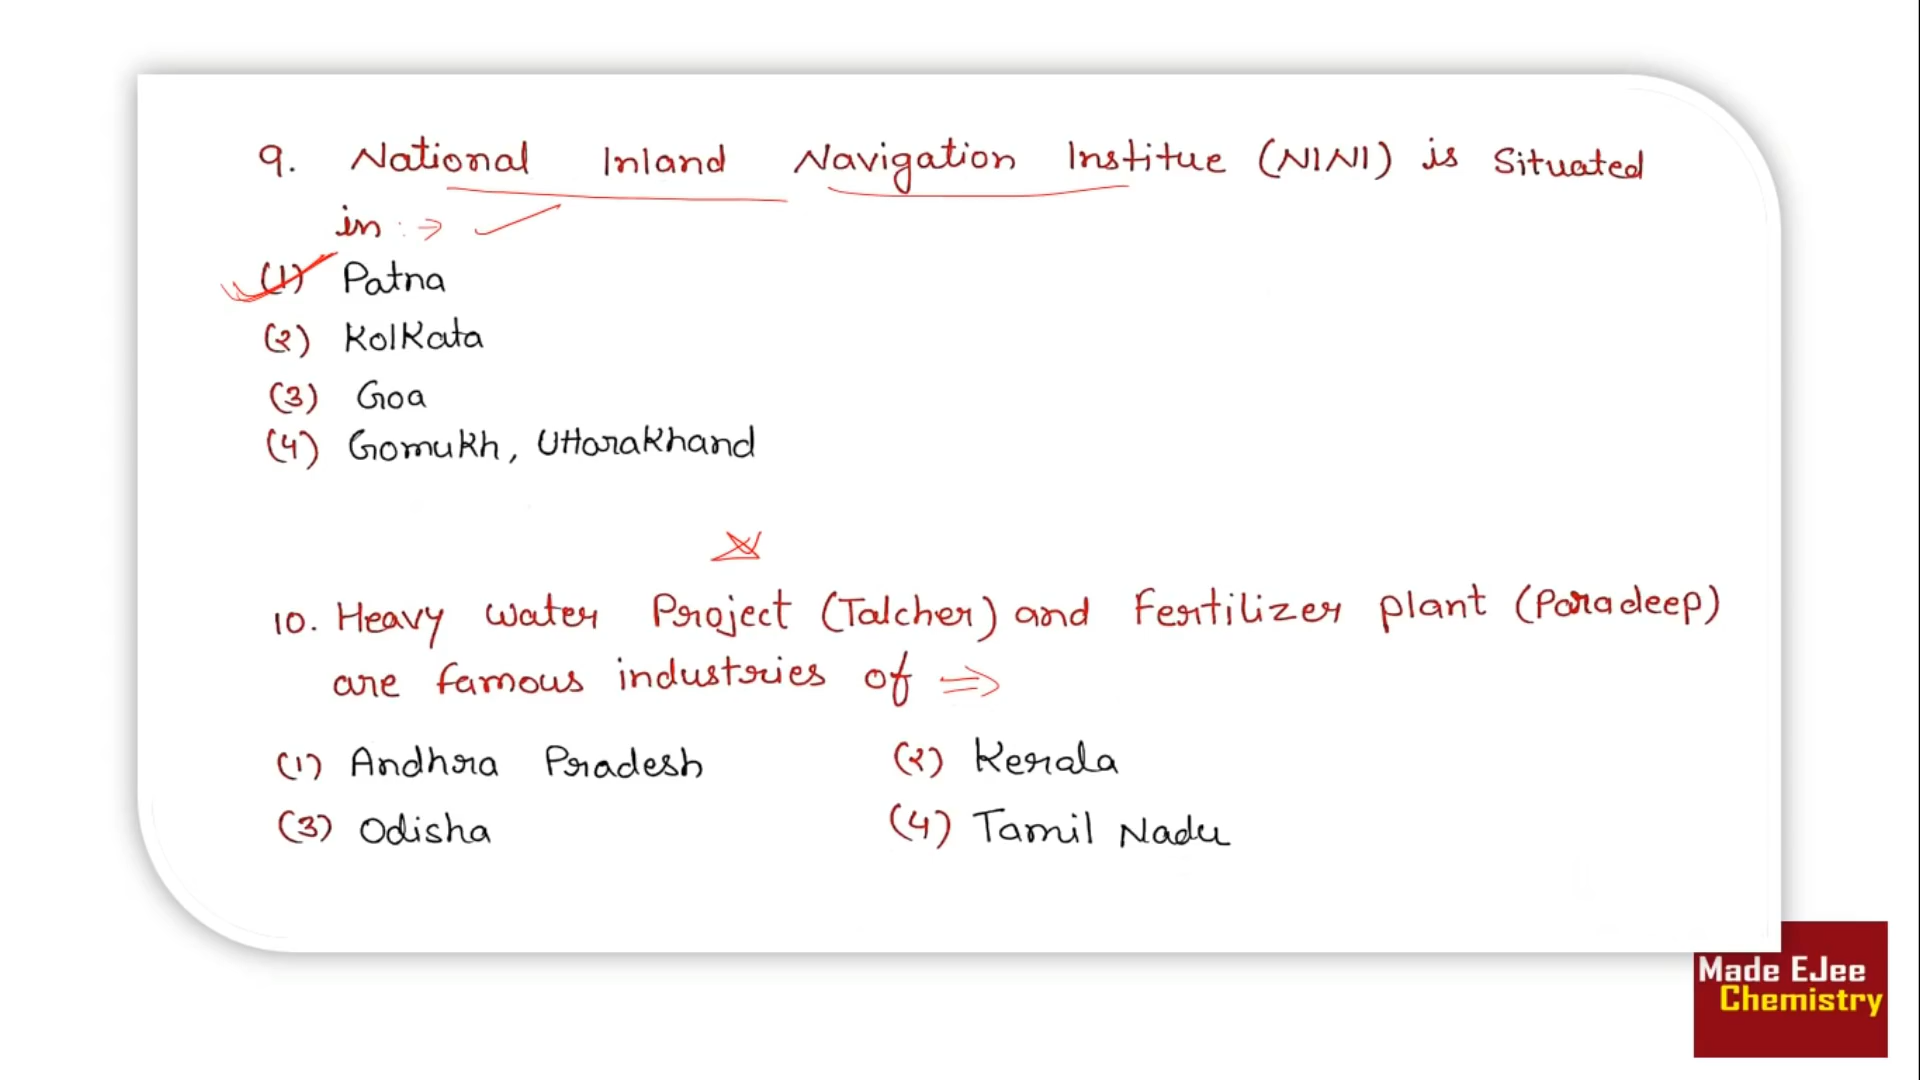 9. National Inland Navigation Institue (NINI) is Situated
in :→
(1) Patna
(2) Kolkata
(3) Goa
(4) Gomukh, Uttarakhand
10. Heavy water Project (Talcher) and Fertilizer plant (Paradeep)
are famous industries of ⇒
(1) Andhra Pradesh (2) Kerala
(3) Odisha (4) Tamil Nadu
Made EJee
Chemistry